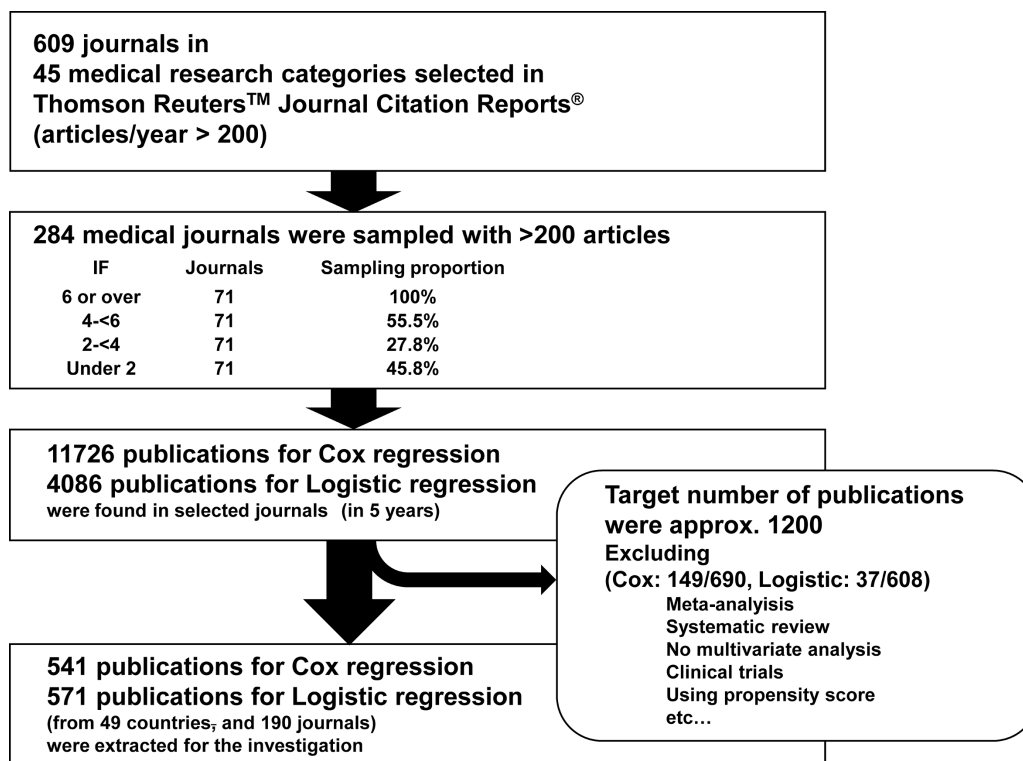 609 journals in
45 medical research categories selected in
Thomson Reuters™ Journal Citation Reports®
(articles/year > 200)
284 medical journals were sampled with >200 articles
IF Journals Sampling proportion
6 or over 71 100%
4-<6 71 55.5%
2-<4 71 27.8%
Under 2 71 45.8%
11726 publications for Cox regression
4086 publications for Logistic regression
were found in selected journals (in 5 years)
Target number of publications
were approx. 1200
Excluding
(Cox: 149/690, Logistic: 37/608)
Meta-analyisis
Systematic review
No multivariate analysis
Clinical trials
Using propensity score
etc…
541 publications for Cox regression
571 publications for Logistic regression
(from 49 countries, and 190 journals)
were extracted for the investigation